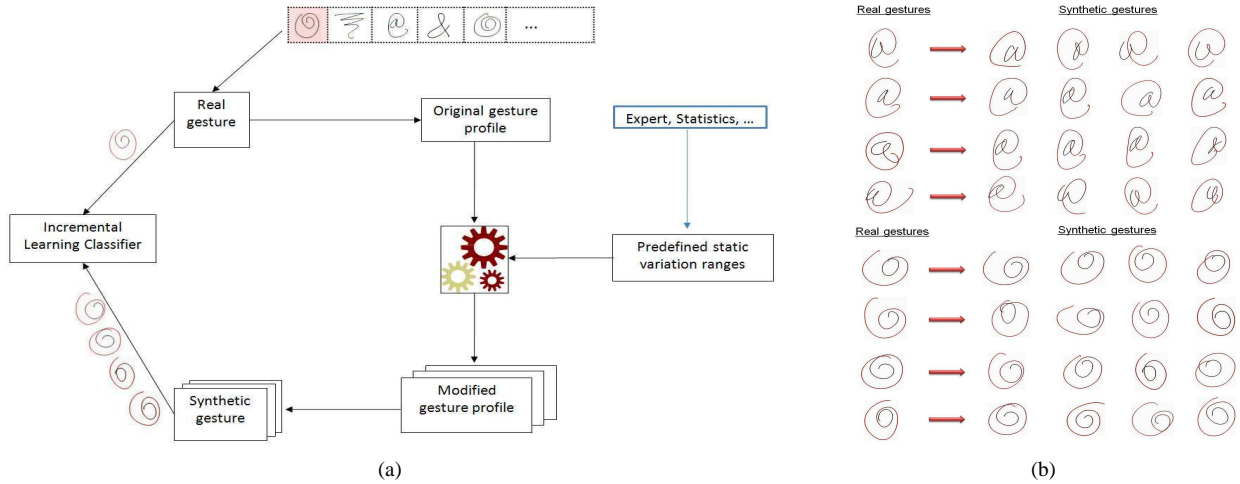 ...
Real
gesture
Original gesture
profile
Expert, Statistics, ...
Incremental
Learning Classifier
Predefined static
variation ranges
Synthetic
gesture
Modified
gesture profile
(a)
Real gestures
Synthetic gestures
Real gestures
Synthetic gestures
(b)